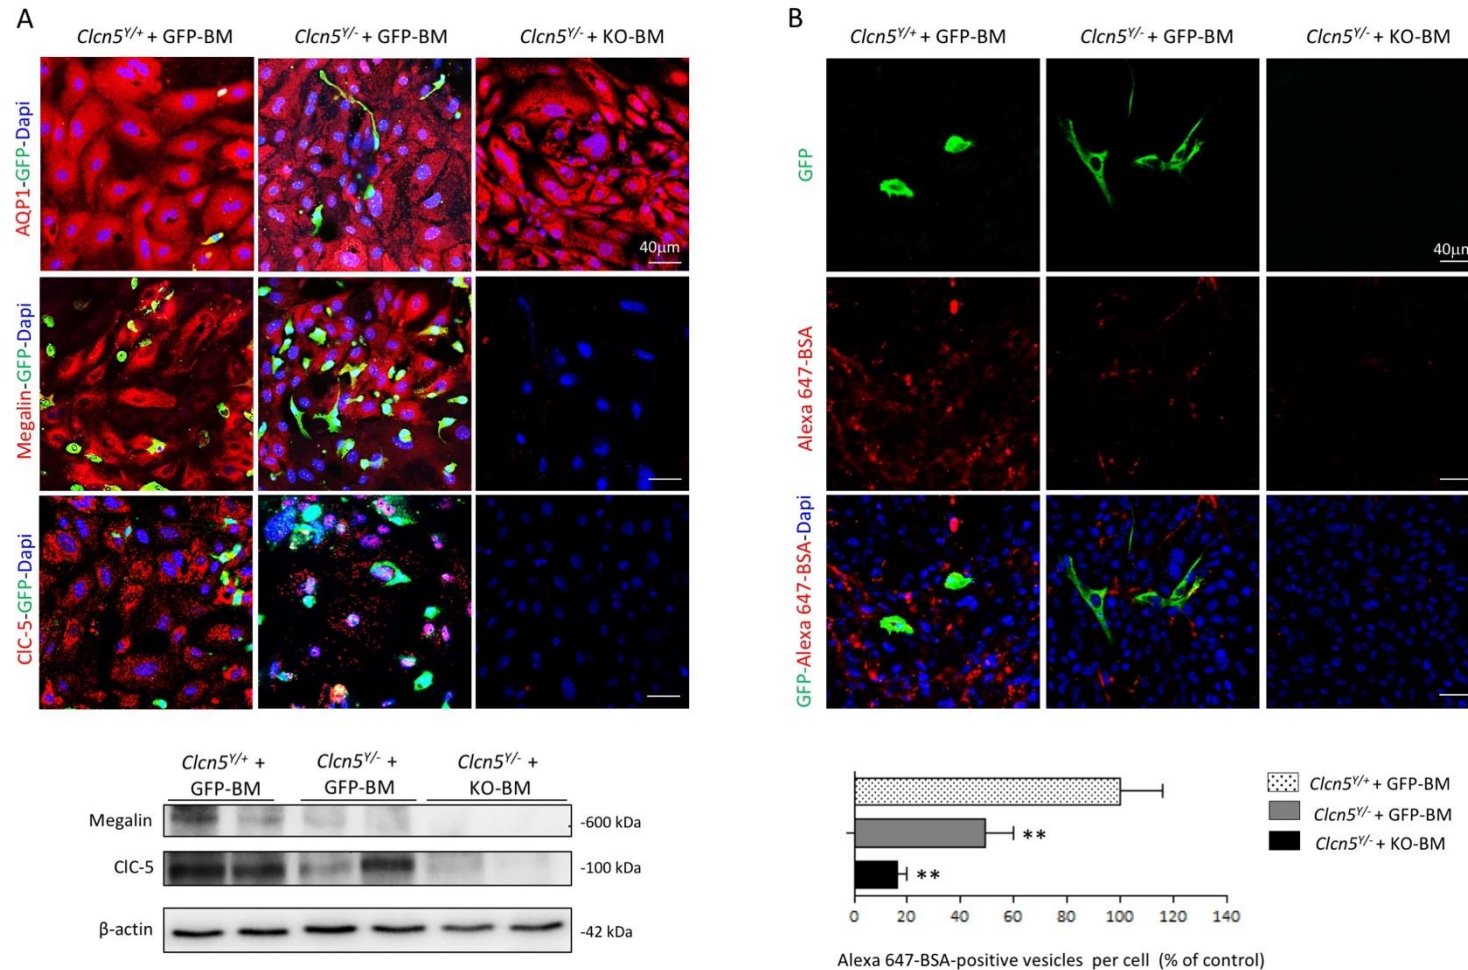 A
Clcn5Y/+ + GFP-BM
Clcn5Y/- + GFP-BM
Clcn5Y/- + KO-BM
AQP1-GFP-Dapi
40μm
Megalin-GFP-Dapi
ClC-5-GFP-Dapi
Clcn5Y/+ +
GFP-BM
Clcn5Y/- +
GFP-BM
Clcn5Y/- +
KO-BM
Megalin
-600 kDa
ClC-5
-100 kDa
β-actin
-42 kDa
B
Clcn5Y/+ + GFP-BM
Clcn5Y/- + GFP-BM
Clcn5Y/- + KO-BM
GFP
40μm
Alexa 647-BSA
GFP-Alexa 647-BSA-Dapi
**
**
0 20 40 60 80 100 120 140
Alexa 647-BSA-positive vesicles per cell (% of control)
Clcn5Y/+ + GFP-BM
Clcn5Y/- + GFP-BM
Clcn5Y/- + KO-BM